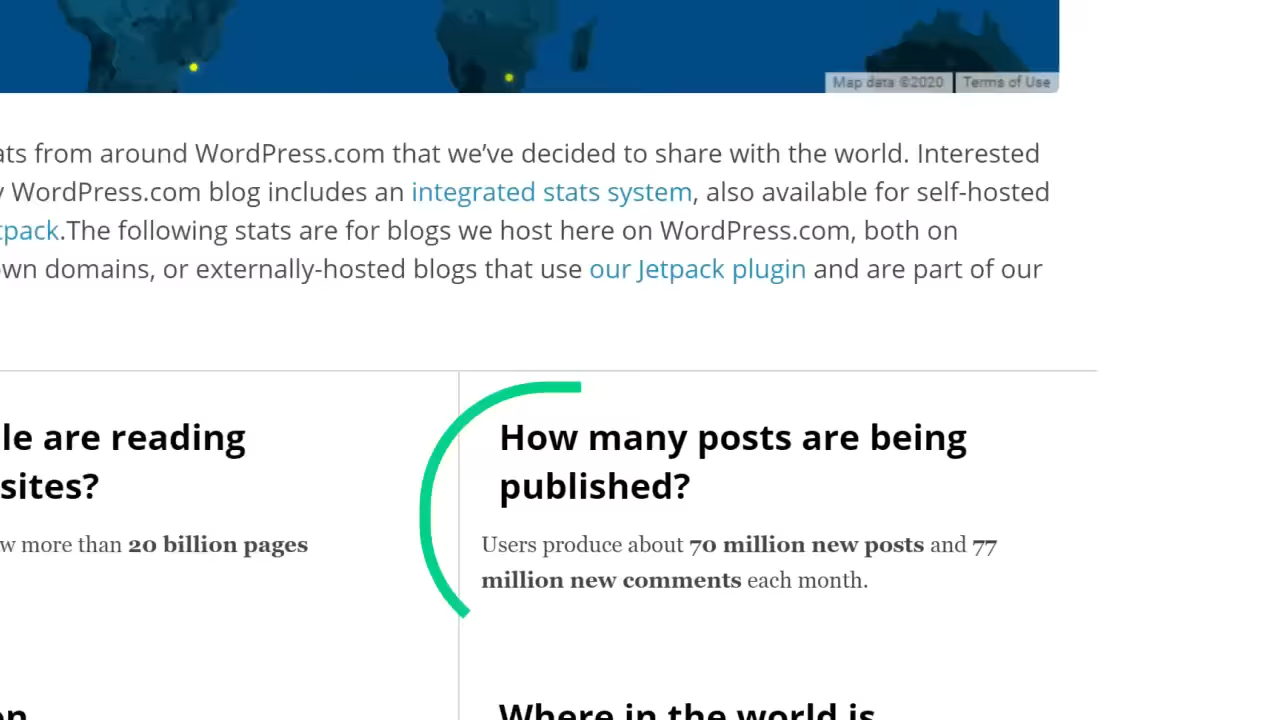 Map data ©2020 Terms of Use
ats from around WordPress.com that we've decided to share with the world. Interested
y WordPress.com blog includes an integrated stats system, also available for self-hosted
tpack.The following stats are for blogs we host here on WordPress.com, both on
own domains, or externally-hosted blogs that use our Jetpack plugin and are part of our
le are reading
sites?
w more than 20 billion pages
How many posts are being
published?
Users produce about 70 million new posts and 77
million new comments each month.
on
Where in the world is